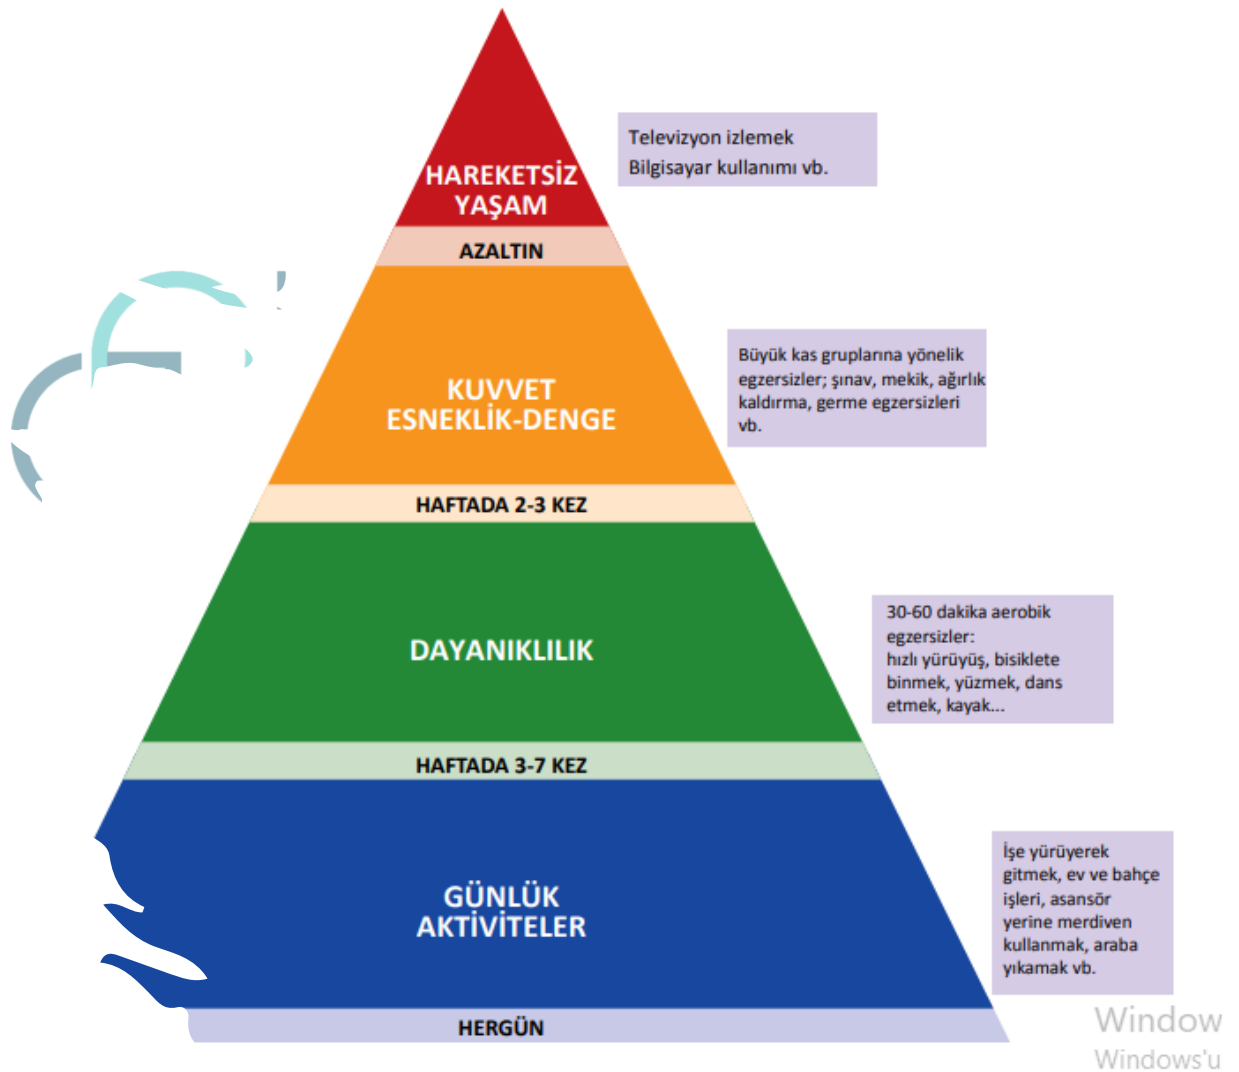 Televizyon izlemek
Bilgisayar kullanımı vb.
HAREKETSİZ
YAŞAM
AZALTIN
Büyük kas gruplarına yönelik
egzersizler; şınav, mekik, ağırlık
kaldırma, germe egzersizleri
vb.
KUVVET
ESNEKLİK-DENGE
HAFTADA 2-3 KEZ
30-60 dakika aerobik
egzersizler:
hızlı yürüyüş, bisiklete
binmek, yüzmek, dans
etmek, kayak...
DAYANIKLILIK
HAFTADA 3-7 KEZ
İşe yürüyerek
gitmek, ev ve bahçe
işleri, asansör
yerine merdiven
kullanmak, araba
yıkamak vb.
GÜNLÜK
AKTİVİTELER
HERGÜN
Window
Windows'u